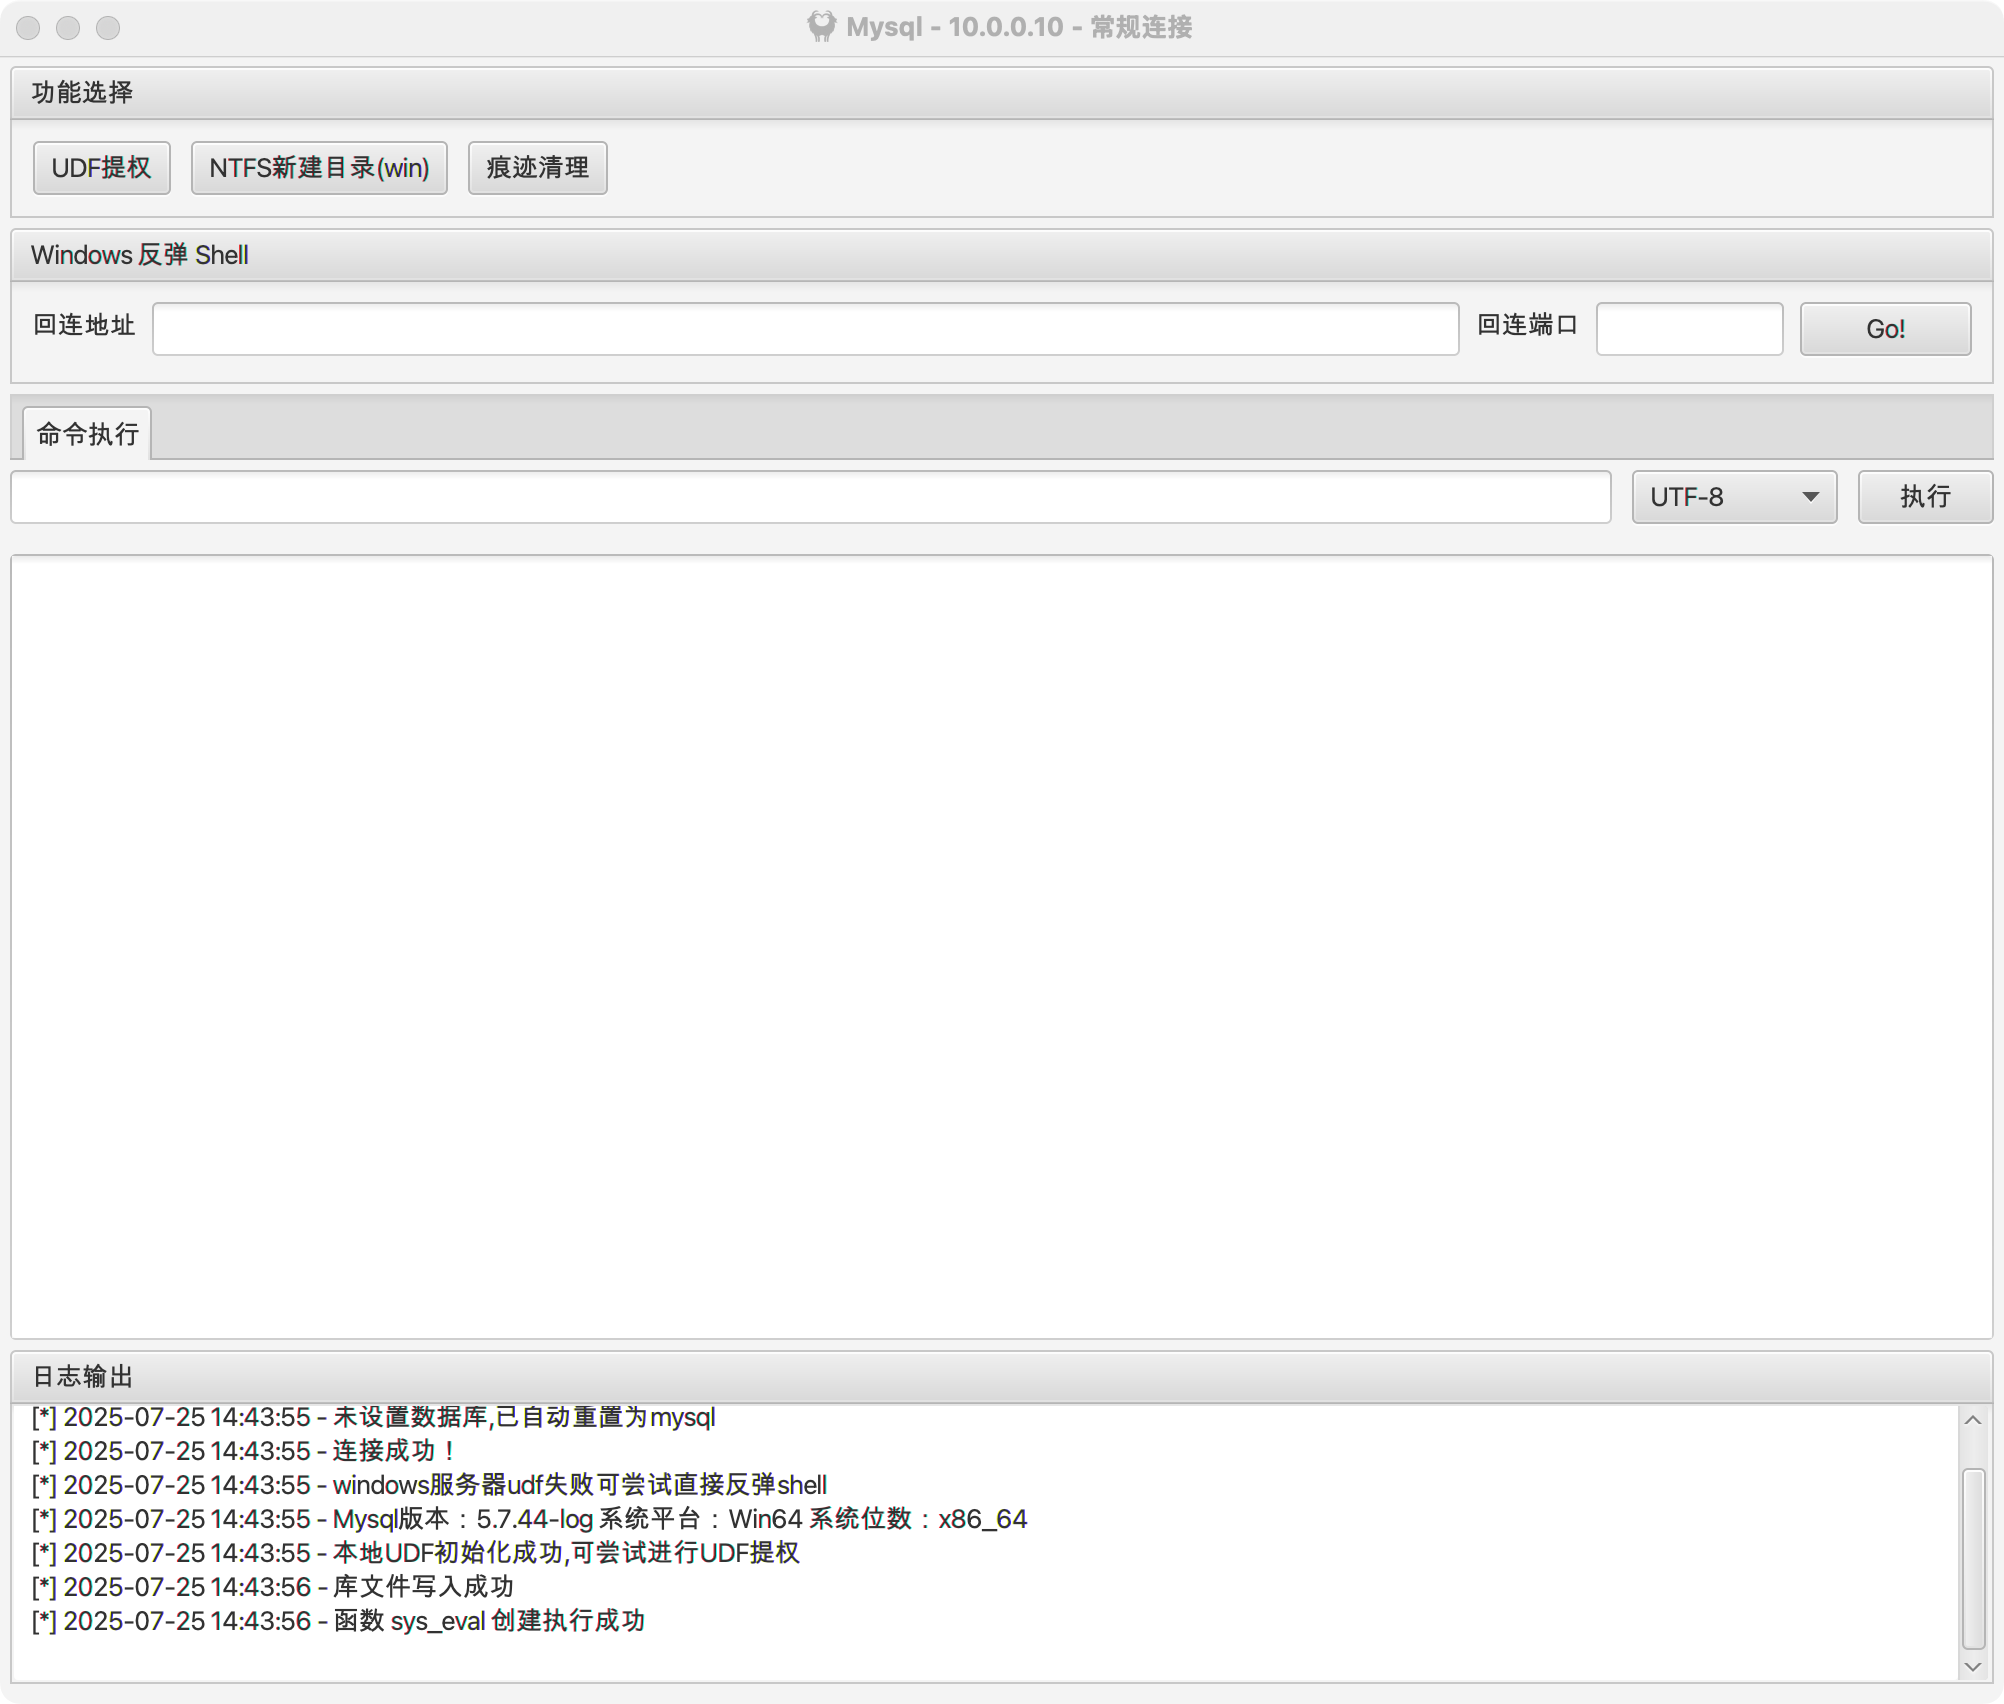 Mysql - 10.0.0.10 - 常规连接
功能选择
UDF提权 NTFS新建目录(win) 痕迹清理
Windows 反弹 Shell
回连地址 回连端口 Go!
命令执行
UTF-8 执行
日志输出
[*] 2025-07-25 14:43:55 - 未设置数据库,已自动重置为mysql
[*] 2025-07-25 14:43:55 - 连接成功！
[*] 2025-07-25 14:43:55 - windows服务器udf失败可尝试直接反弹shell
[*] 2025-07-25 14:43:55 - Mysql版本：5.7.44-log 系统平台：Win64 系统位数：x86_64
[*] 2025-07-25 14:43:55 - 本地UDF初始化成功,可尝试进行UDF提权
[*] 2025-07-25 14:43:56 - 库文件写入成功
[*] 2025-07-25 14:43:56 - 函数 sys_eval 创建执行成功